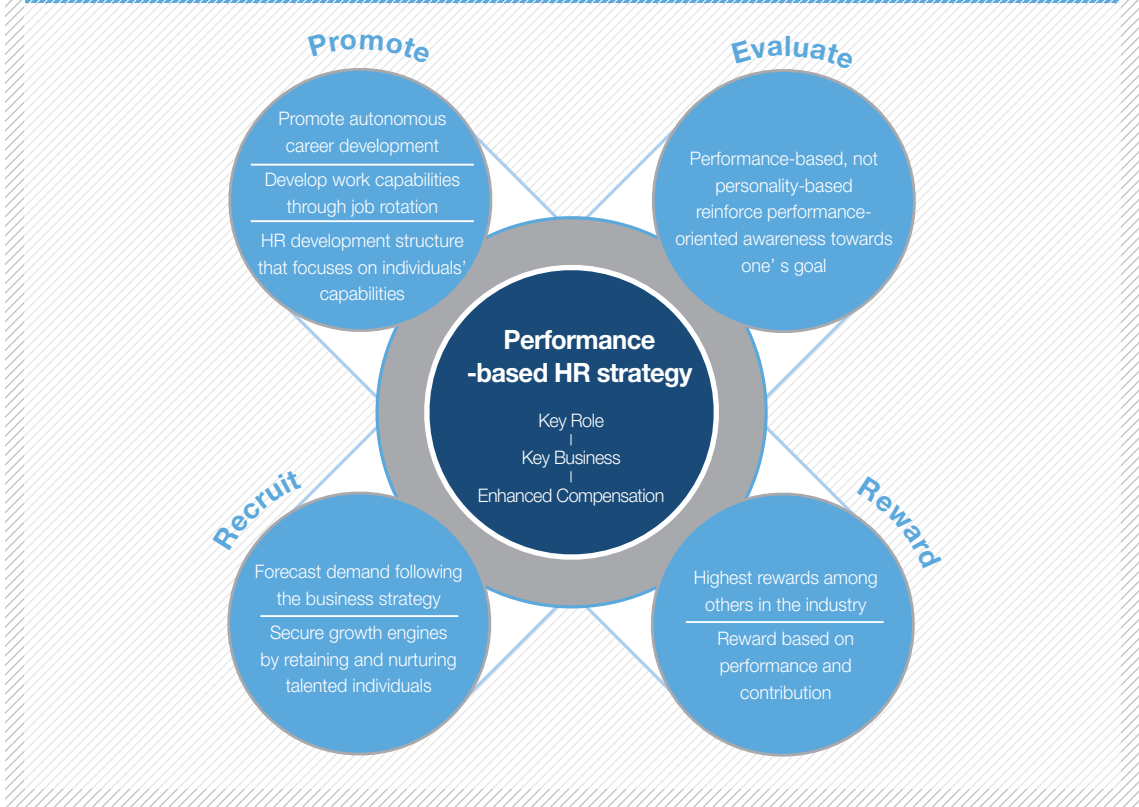 Promote
Promote autonomous
career development
Develop work capabilities
through job rotation
HR development structure
that focuses on individuals’
capabilities
Evaluate
Performance-based, not
personality-based
reinforce performance-
oriented awareness towards
one’ s goal
Performance
-based HR strategy
Key Role
Key Business
Enhanced Compensation
Recruit
Forecast demand following
the business strategy
Secure growth engines
by retaining and nurturing
talented individuals
Reward
Highest rewards among
others in the industry
Reward based on
performance and
contribution